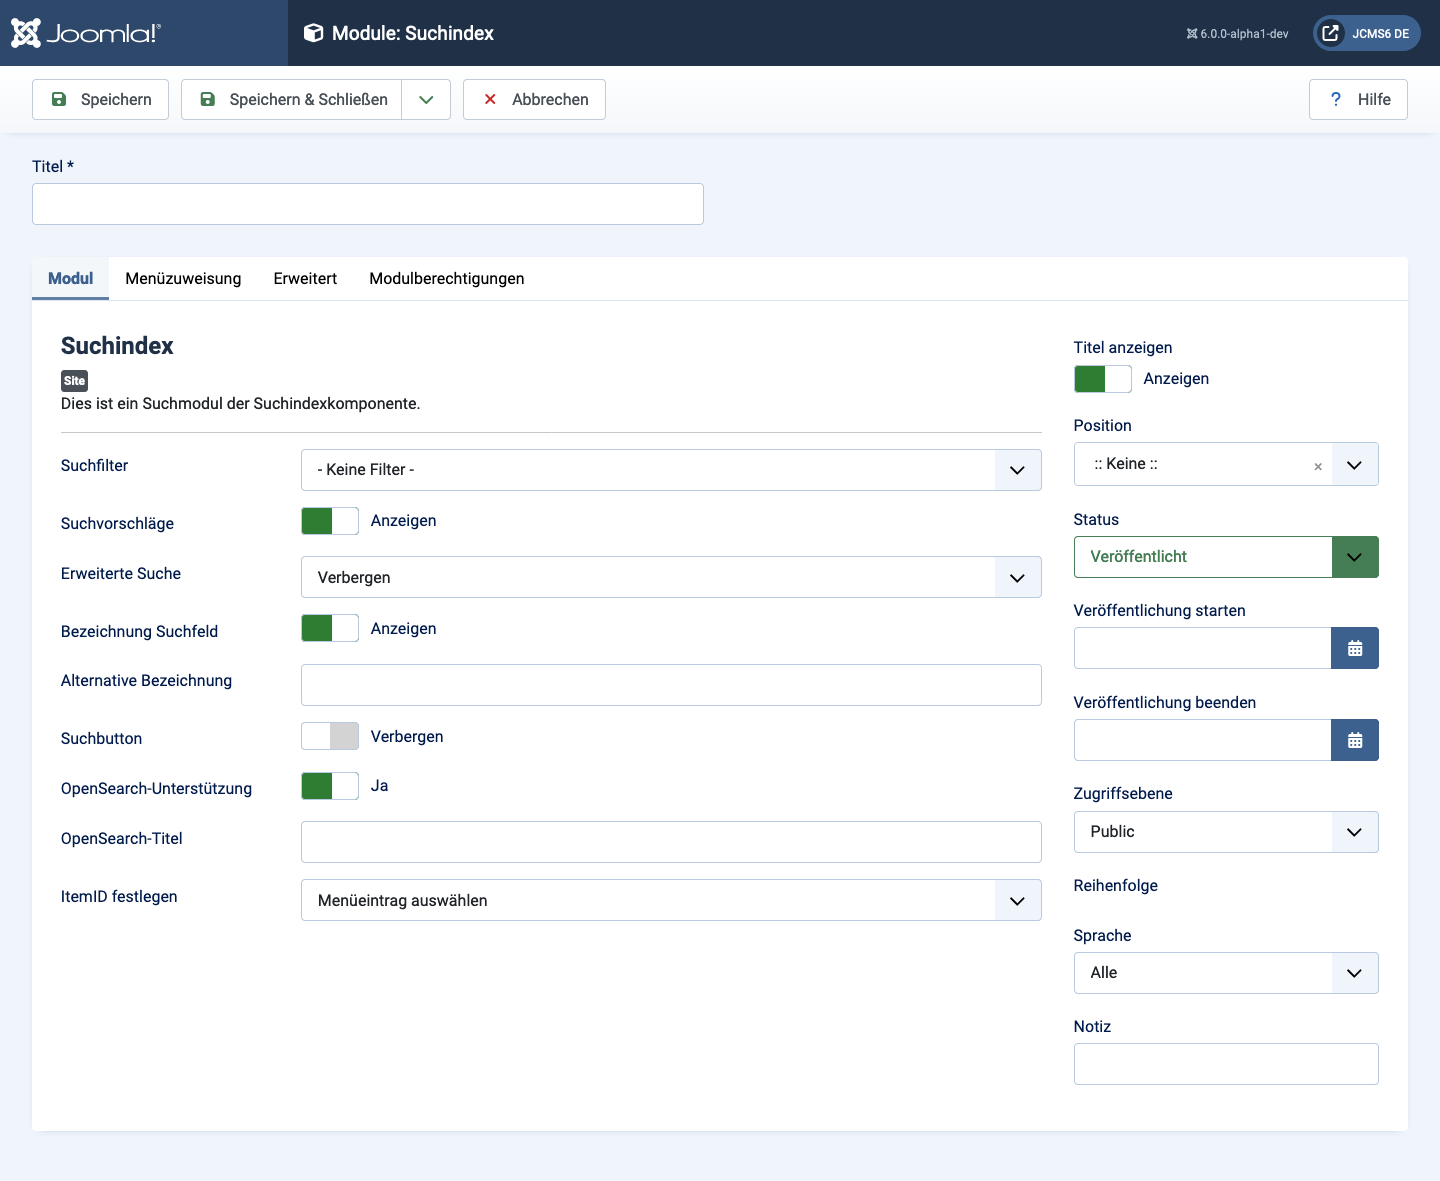 Joomla!®
Module: Suchindex
6.0.0-alpha1-dev
JCMS6 DE
Speichern
Speichern & Schließen
Abbrechen
? Hilfe
Titel *
Modul
Menüzuweisung
Erweitert
Modulberechtigungen
Suchindex
Site
Dies ist ein Suchmodul der Suchindexkomponente.
Suchfilter
- Keine Filter -
Suchvorschläge
Anzeigen
Erweiterte Suche
Verbergen
Bezeichnung Suchfeld
Anzeigen
Alternative Bezeichnung
Suchbutton
Verbergen
OpenSearch-Unterstützung
Ja
OpenSearch-Titel
ItemID festlegen
Menüeintrag auswählen
Titel anzeigen
Anzeigen
Position
:: Keine ::
×
Status
Veröffentlicht
Veröffentlichung starten
Veröffentlichung beenden
Zugriffsebene
Public
Reihenfolge
Sprache
Alle
Notiz